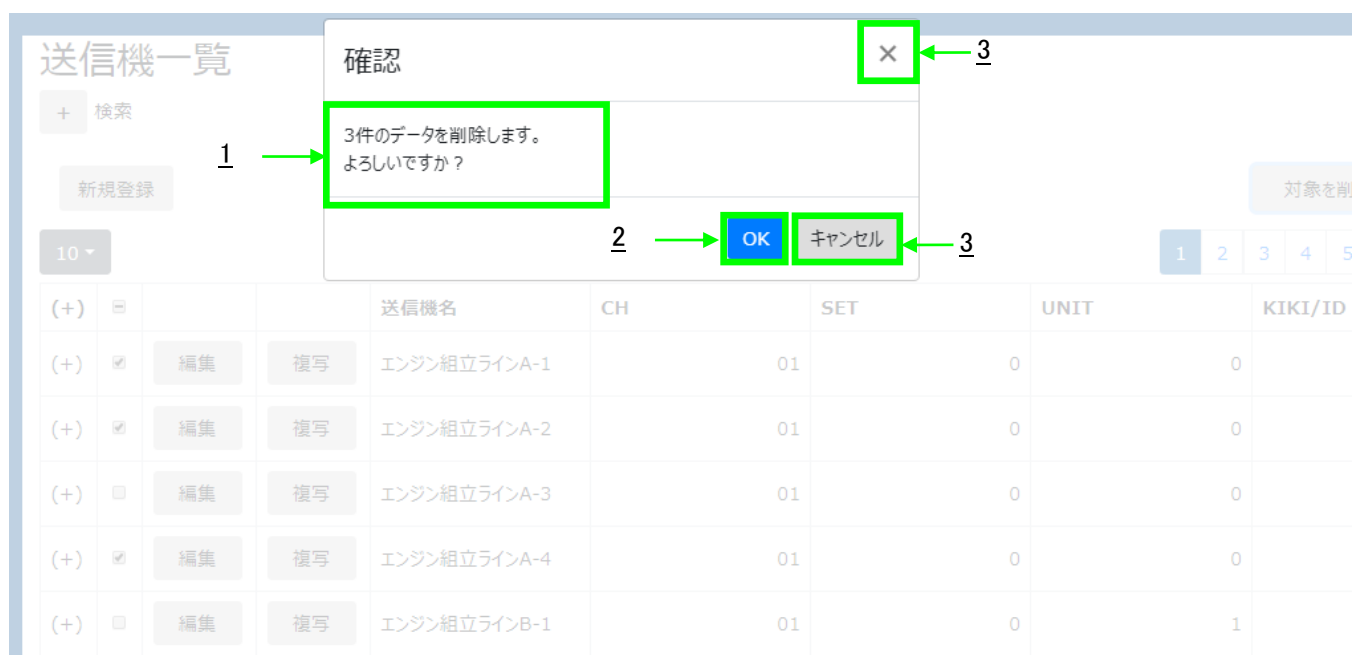 送信機一覧
+ 検索
新規登録
対象を削
10
1 2 3 4 5
確認
×
3
1
3件のデータを削除します。
よろしいですか？
2
OK
キャンセル
3
(+) 送信機名 CH SET UNIT KIKI/ID
(+) 編集 複写 エンジン組立ラインA-1 01 0 0
(+) 編集 複写 エンジン組立ラインA-2 01 0 0
(+) 編集 複写 エンジン組立ラインA-3 01 0 0
(+) 編集 複写 エンジン組立ラインA-4 01 0 0
(+) 編集 複写 エンジン組立ラインB-1 01 0 1